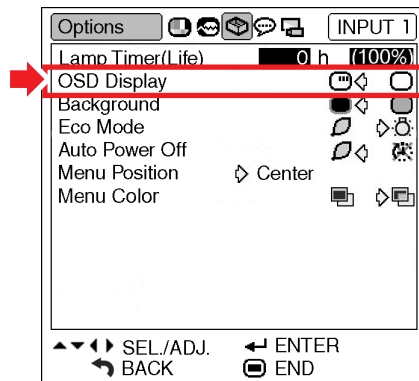 Options INPUT 1
Lamp Timer(Life) 0 h (100%)
OSD Display
Background
Eco Mode
Auto Power Off
Menu Position Center
Menu Color
SEL./ADJ. ENTER
BACK END